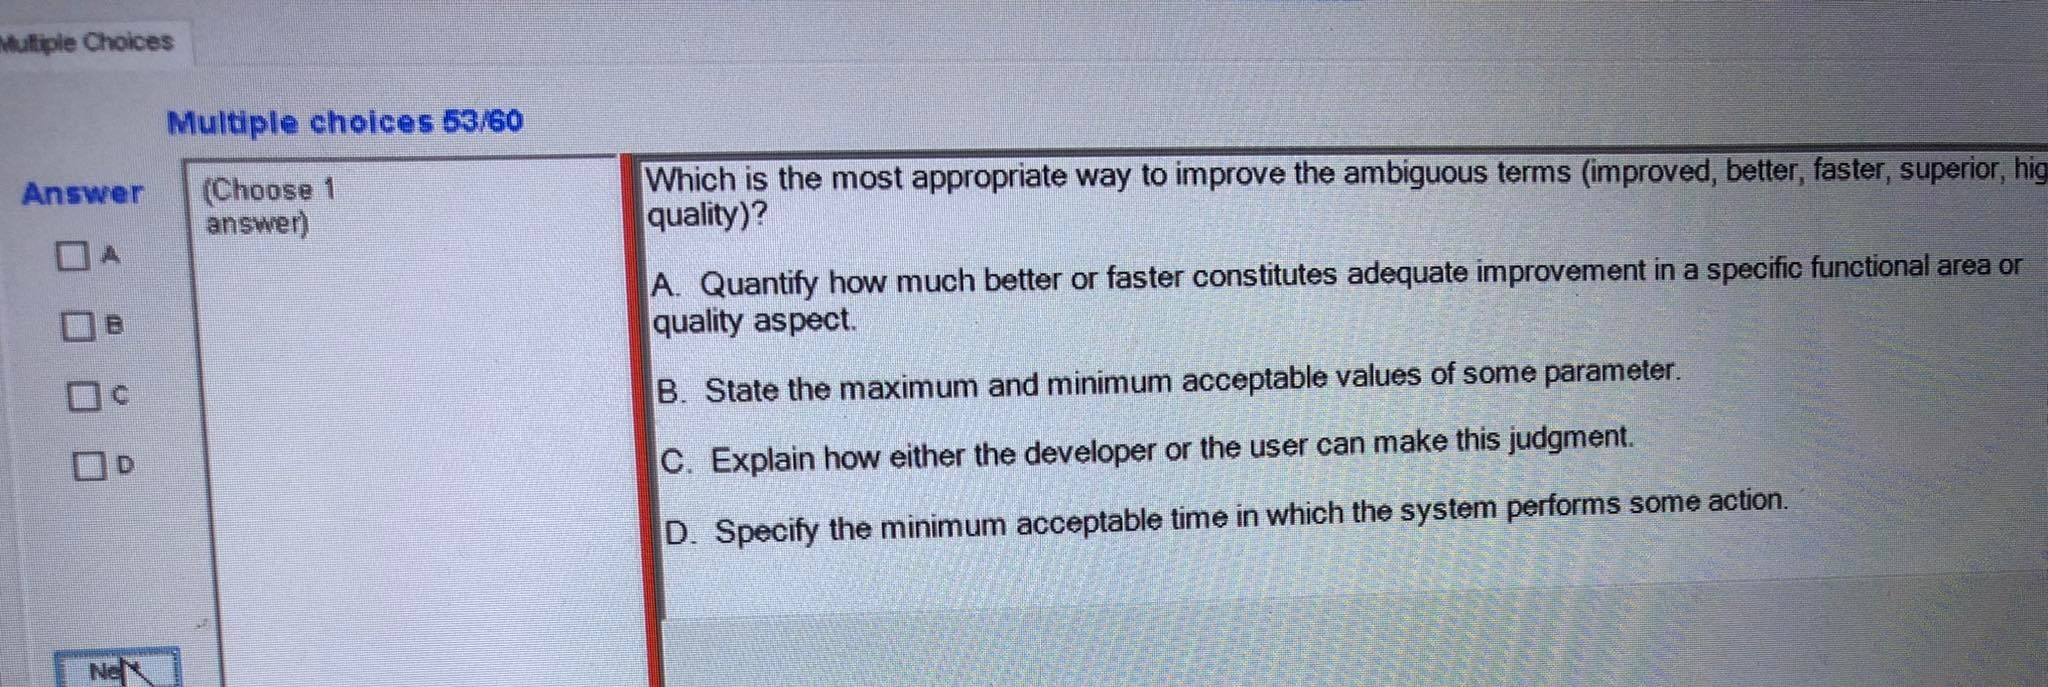 Multiple Choices
Multiple choices 53/60
Answer
(Choose 1
answer)
A
B
C
D
Which is the most appropriate way to improve the ambiguous terms (improved, better, faster, superior,
quality)?
A. Quantify how much better or faster constitutes adequate improvement in a specific functional area or
quality aspect.
B. State the maximum and minimum acceptable values of some parameter.
C. Explain how either the developer or the user can make this judgment.
D. Specify the minimum acceptable time in which the system performs some action.